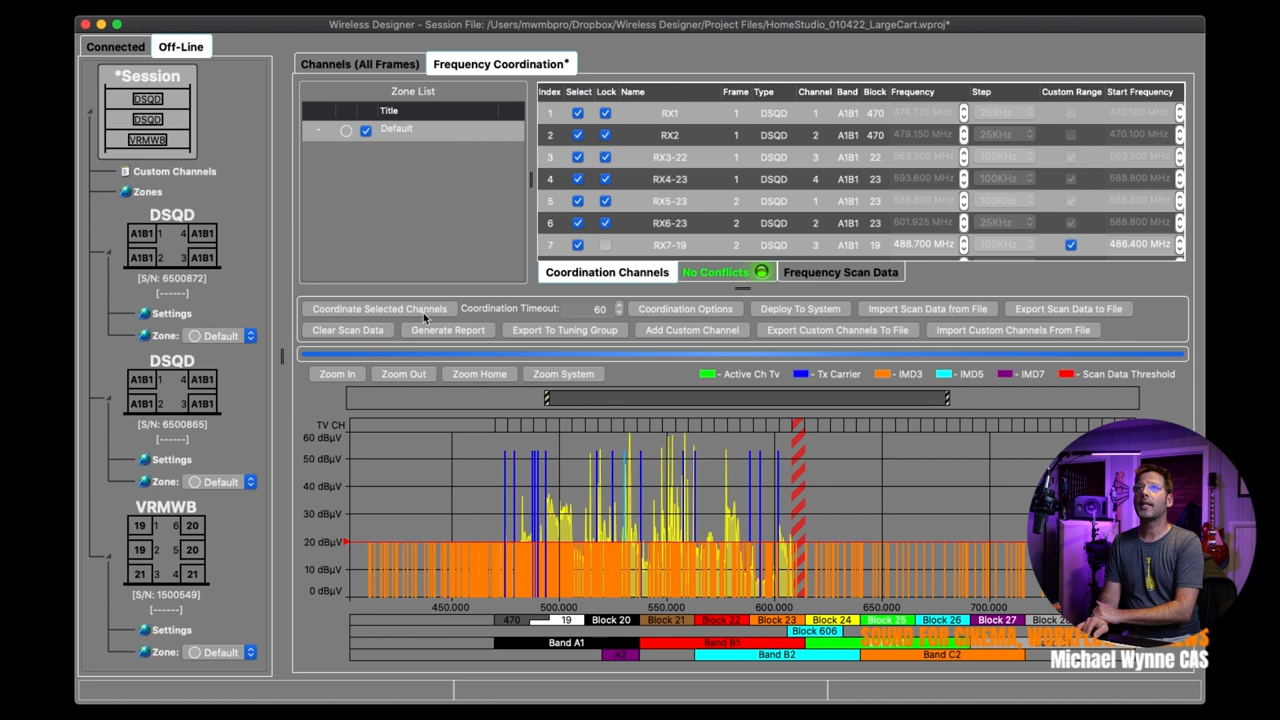 Wireless Designer - Session File: /Users/mwmbpro/Dropbox/Wireless Designer/Project Files/HomeStudio_010422_LargeCart.wproj*
Connected Off-Line
*Session
DSQD
DSQD
VRMWB
Custom Channels
Zones
DSQD
A1B1 1 4 A1B1
A1B1 2 3 A1B1
[S/N: 6500872]
[------]
Settings
Zone: Default
DSQD
A1B1 1 4 A1B1
A1B1 2 3 A1B1
[S/N: 6500865]
[------]
Settings
Zone: Default
VRMWB
19 1 6 20
19 2 5 20
21 3 4 21
[S/N: 1500549]
[------]
Settings
Zone: Default
Channels (All Frames) Frequency Coordination*
Zone List
Title
Default
Index Select Lock Name Frame Type Channel Band Block Frequency Step Custom Range Start Frequency
1 RX1 1 DSQD 1 A1B1 470 474.775 MHz 25KHz 470.100 MHz
2 RX2 1 DSQD 2 A1B1 470 479.150 MHz 25KHz 470.100 MHz
3 RX3-22 1 DSQD 3 A1B1 22 563.200 MHz 100KHz 563.200 MHz
4 RX4-23 1 DSQD 4 A1B1 23 593.600 MHz 100KHz 588.800 MHz
5 RX5-23 2 DSQD 1 A1B1 23 588.800 MHz 100KHz 588.800 MHz
6 RX6-23 2 DSQD 2 A1B1 23 601.925 MHz 25KHz 588.800 MHz
7 RX7-19 2 DSQD 3 A1B1 19 488.700 MHz 100KHz 486.400 MHz
Coordination Channels No Conflicts Frequency Scan Data
Coordinate Selected Channels Coordination Timeout: 60 Coordination Options Deploy To System Import Scan Data from File Export Scan Data to File
Clear Scan Data Generate Report Export To Tuning Group Add Custom Channel Export Custom Channels To File Import Custom Channels From File
Zoom In Zoom Out Zoom Home Zoom System - Active Ch Tv - Tx Carrier - IMD3 - IMD5 - IMD7 - Scan Data Threshold
TV CH
60 dBµV
50 dBµV
40 dBµV
30 dBµV
20 dBµV
10 dBµV
0 dBµV
450.000 500.000 550.000 600.000 650.000 700.000
470 19 Block 20 Block 21 Block 22 Block 23 Block 24 Block 25 Block 26 Block 27
Block 606
Band A1 Band B1
A2 Band B2 Band C2
Michael Wynne CAS